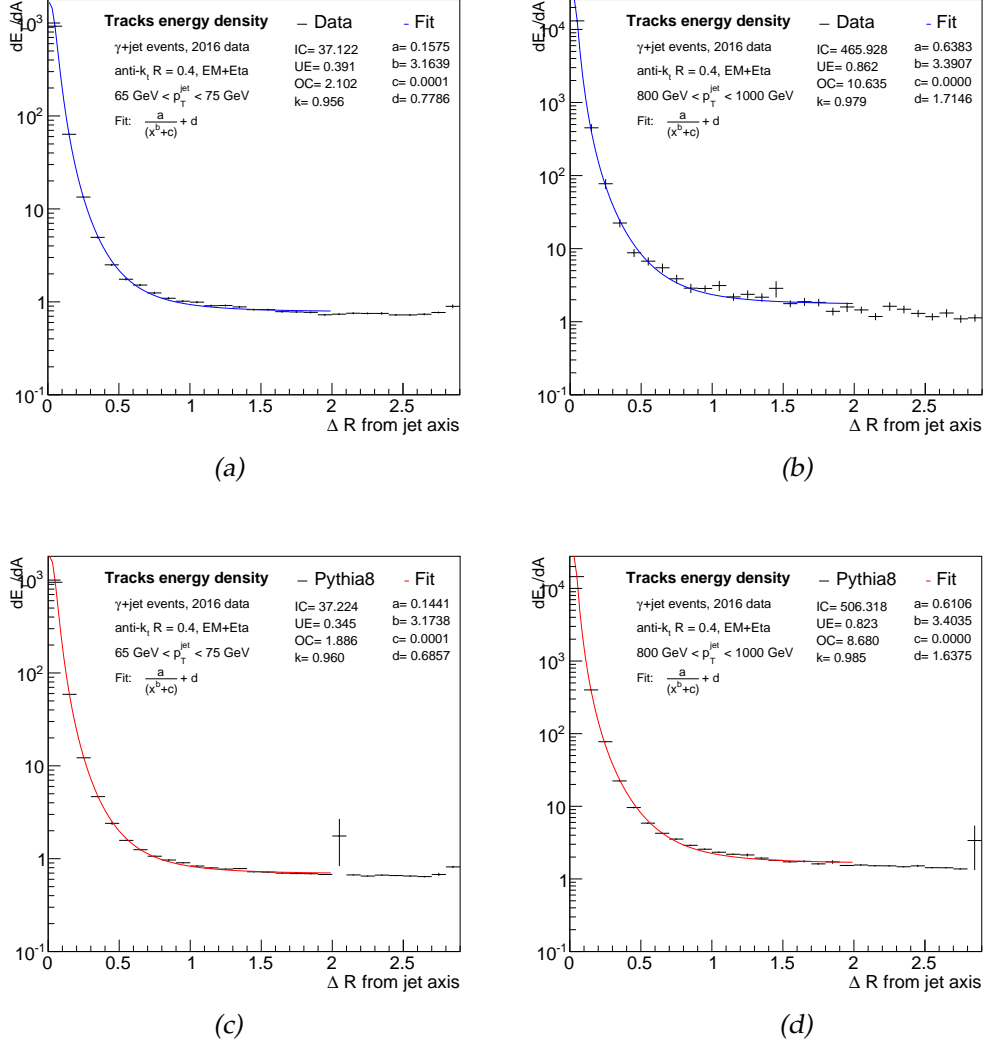 dE_T/dA
Tracks energy density
Data
Fit
γ+jet events, 2016 data
anti-k_t R = 0.4, EM+Eta
65 GeV < p_T^jet < 75 GeV
Fit: a/(x^b+c) + d
IC= 37.122
UE= 0.391
OC= 2.102
k= 0.956
a= 0.1575
b= 3.1639
c= 0.0001
d= 0.7786
10^3
10^2
10
1
10^-1
0 0.5 1 1.5 2 2.5
Δ R from jet axis
(a)
dE_T/dA
Tracks energy density
Data
Fit
γ+jet events, 2016 data
anti-k_t R = 0.4, EM+Eta
800 GeV < p_T^jet < 1000 GeV
Fit: a/(x^b+c) + d
IC= 465.928
UE= 0.862
OC= 10.635
k= 0.979
a= 0.6383
b= 3.3907
c= 0.0000
d= 1.7146
10^4
10^3
10^2
10
1
10^-1
0 0.5 1 1.5 2 2.5
Δ R from jet axis
(b)
dE_T/dA
Tracks energy density
Pythia8
Fit
γ+jet events, 2016 data
anti-k_t R = 0.4, EM+Eta
65 GeV < p_T^jet < 75 GeV
Fit: a/(x^b+c) + d
IC= 37.224
UE= 0.345
OC= 1.886
k= 0.960
a= 0.1441
b= 3.1738
c= 0.0001
d= 0.6857
10^3
10^2
10
1
10^-1
0 0.5 1 1.5 2 2.5
Δ R from jet axis
(c)
dE_T/dA
Tracks energy density
Pythia8
Fit
γ+jet events, 2016 data
anti-k_t R = 0.4, EM+Eta
800 GeV < p_T^jet < 1000 GeV
Fit: a/(x^b+c) + d
IC= 506.318
UE= 0.823
OC= 8.680
k= 0.985
a= 0.6106
b= 3.4035
c= 0.0000
d= 1.6375
10^4
10^3
10^2
10
1
10^-1
0 0.5 1 1.5 2 2.5
Δ R from jet axis
(d)